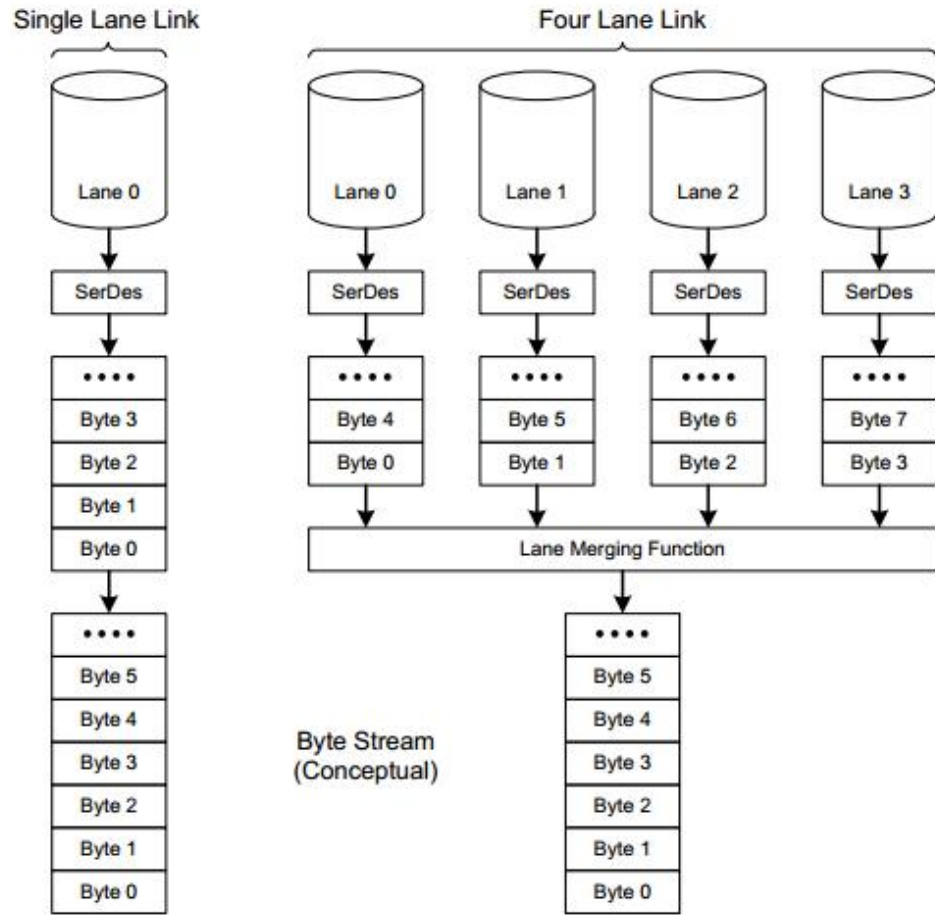 Single Lane Link
Four Lane Link
Lane 0
Lane 0
Lane 1
Lane 2
Lane 3
SerDes
SerDes
SerDes
SerDes
SerDes
••••
Byte 3
Byte 2
Byte 1
Byte 0
••••
Byte 4
Byte 0
••••
Byte 5
Byte 1
••••
Byte 6
Byte 2
••••
Byte 7
Byte 3
Lane Merging Function
••••
Byte 5
Byte 4
Byte 3
Byte 2
Byte 1
Byte 0
Byte Stream
(Conceptual)
••••
Byte 5
Byte 4
Byte 3
Byte 2
Byte 1
Byte 0